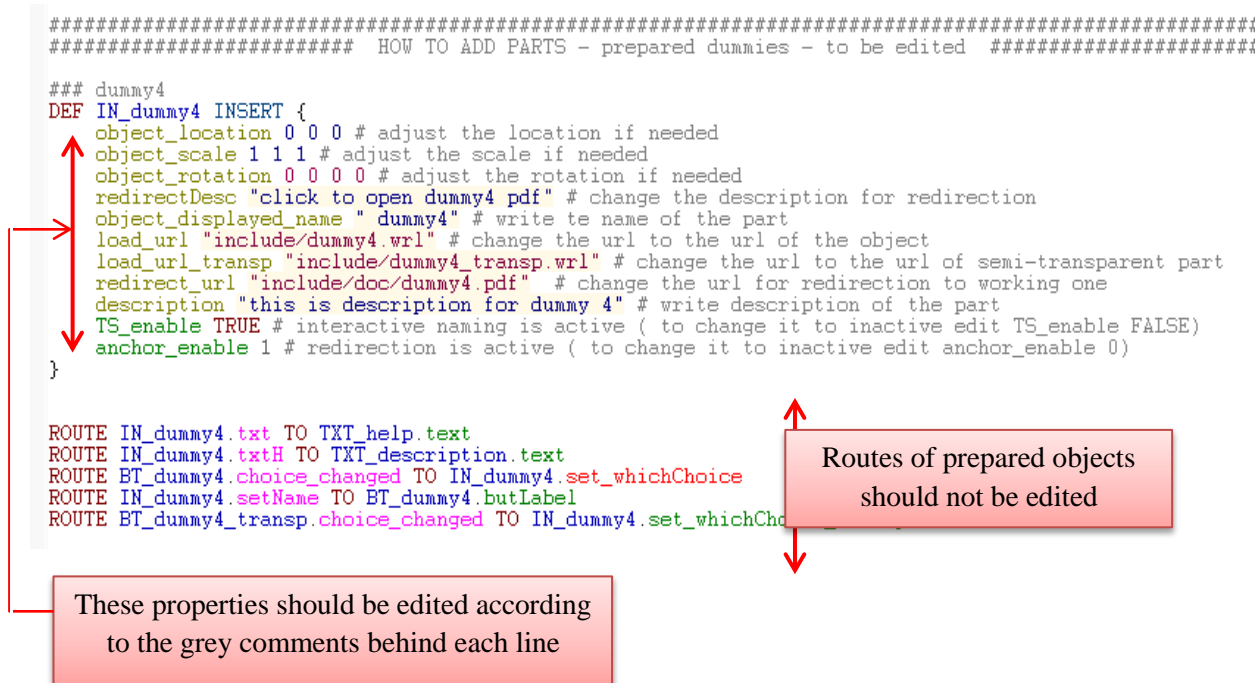 ####################################################################################################
########################## HOW TO ADD PARTS - prepared dummies - to be edited #######################
### dummy4
DEF IN_dummy4 INSERT {
object_location 0 0 0 # adjust the location if needed
object_scale 1 1 1 # adjust the scale if needed
object_rotation 0 0 0 0 # adjust the rotation if needed
redirectDesc "click to open dummy4 pdf" # change the description for redirection
object_displayed_name " dummy4" # write te name of the part
load_url "include/dummy4.wrl" # change the url to the url of the object
load_url_transp "include/dummy4_transp.wrl" # change the url to the url of semi-transparent part
redirect_url "include/doc/dummy4.pdf" # change the url for redirection to working one
description "this is description for dummy 4" # write description of the part
TS_enable TRUE # interactive naming is active ( to change it to inactive edit TS_enable FALSE)
anchor_enable 1 # redirection is active ( to change it to inactive edit anchor_enable 0)
}
ROUTE IN_dummy4.txt TO TXT_help.text
ROUTE IN_dummy4.txtH TO TXT_description.text
ROUTE BT_dummy4.choice_changed TO IN_dummy4.set_whichChoice
ROUTE IN_dummy4.setName TO BT_dummy4.butLabel
ROUTE BT_dummy4_transp.choice_changed TO IN_dummy4.set_whichCho
Routes of prepared objects
should not be edited
These properties should be edited according
to the grey comments behind each line